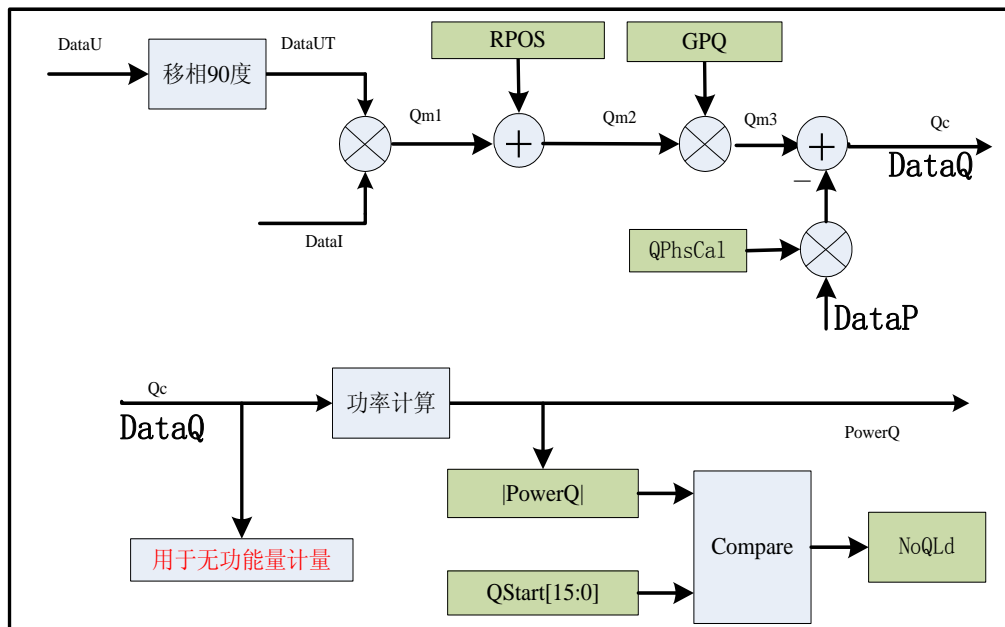 RPOS
GPQ
DataU
DataUT
移相90度
Qm1
Qm2
Qm3
Qc
DataQ
DataI
QPhsCal
DataP
Qc
DataQ
功率计算
PowerQ
|PowerQ|
Compare
NoQLd
用于无功能量计量
QStart[15:0]
+
+
−